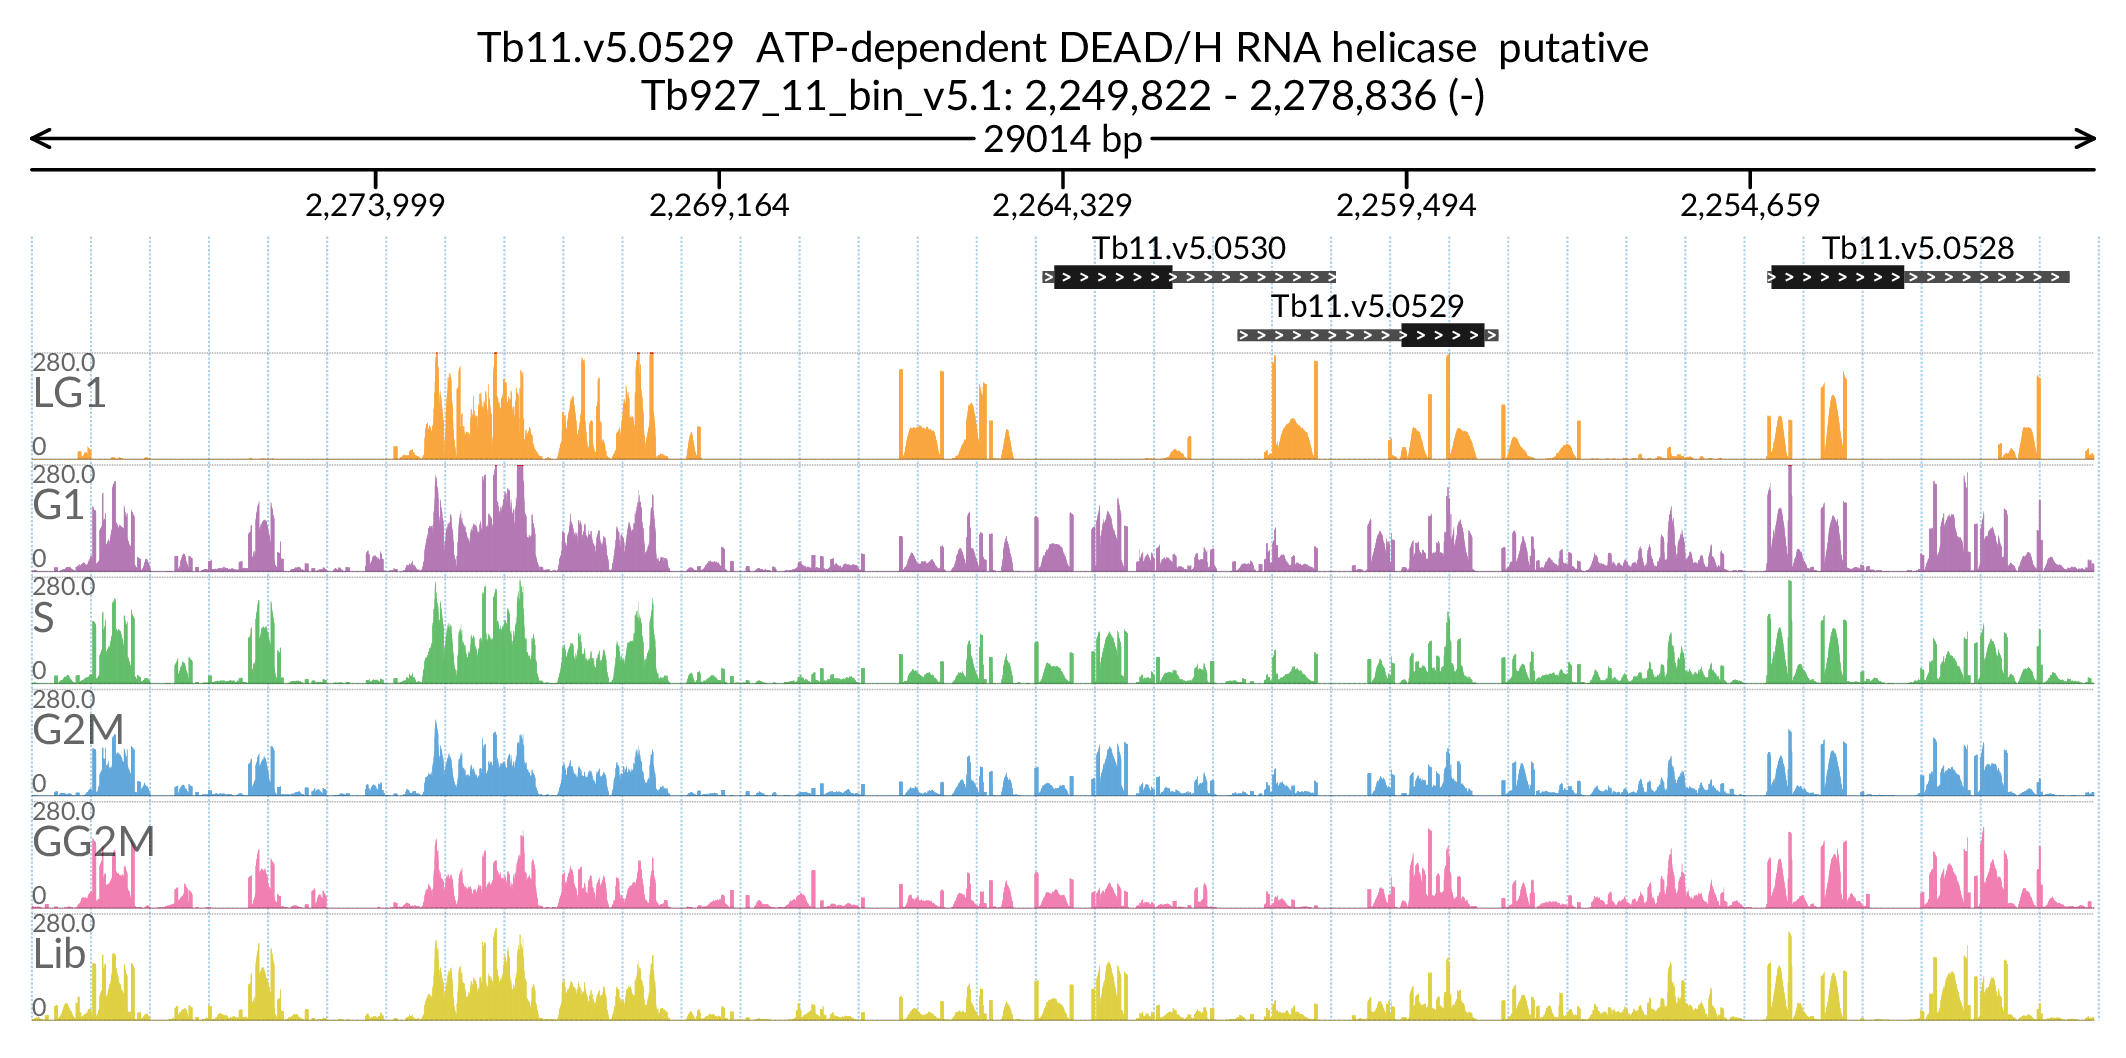 Tb11.v5.0529  ATP-dependent DEAD/H RNA helicase  putative
Tb927_11_bin_v5.1: 2,249,822 - 2,278,836 (-)
29014 bp
2,273,999 2,269,164 2,264,329 2,259,494 2,254,659
Tb11.v5.0530 Tb11.v5.0528
Tb11.v5.0529
280.0
LG1
0
280.0
G1
0
280.0
S
0
280.0
G2M
0
280.0
GG2M
0
280.0
Lib
0